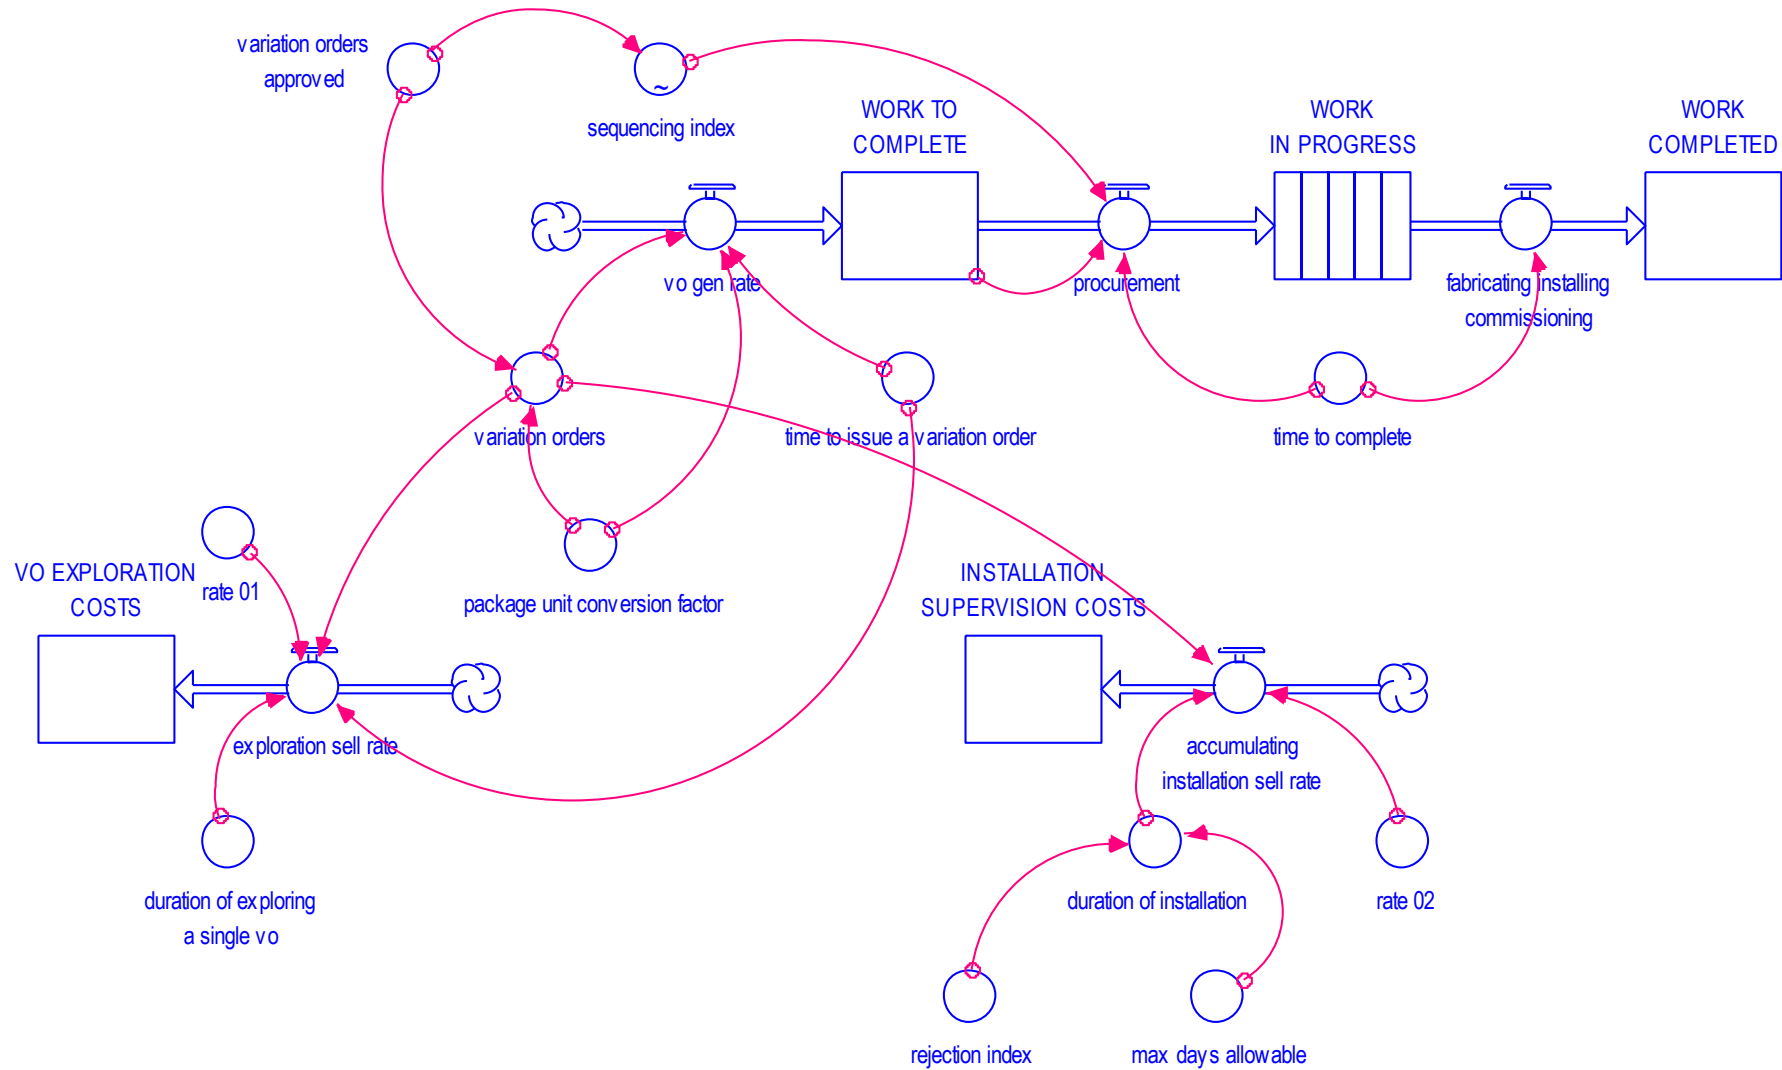 variation orders
approved
~
sequencing index
WORK TO
COMPLETE
WORK
IN PROGRESS
WORK
COMPLETED
vo gen rate
procurement
fabricating installing
commissioning
variation orders
time to issue a variation order
time to complete
VO EXPLORATION
COSTS
rate 01
package unit conversion factor
INSTALLATION
SUPERVISION COSTS
exploration sell rate
accumulating
installation sell rate
duration of exploring
a single vo
duration of installation
rate 02
rejection index
max days allowable